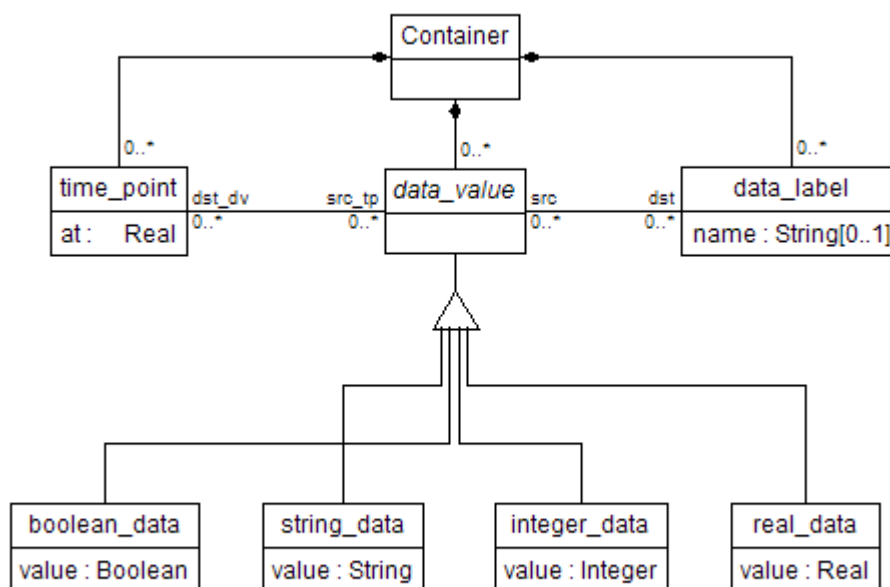 Container
0..*
0..*
0..*
time_point
data_value
data_label
dst_dv
src_tp
src
dst
0..*
0..*
0..*
0..*
at : Real
name : String[0..1]
boolean_data
string_data
integer_data
real_data
value : Boolean
value : String
value : Integer
value : Real